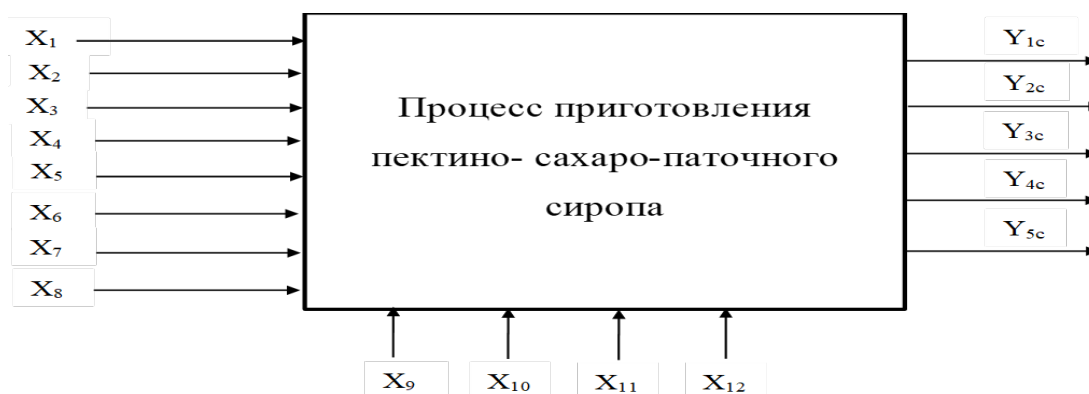 X₁
X₂
X₃
X₄
X₅
X₆
X₇
X₈
Процесс приготовления
пектино- сахаро-паточного
сиропа
Y₁c
Y₂c
Y₃c
Y₄c
Y₅c
X₉ X₁₀ X₁₁ X₁₂